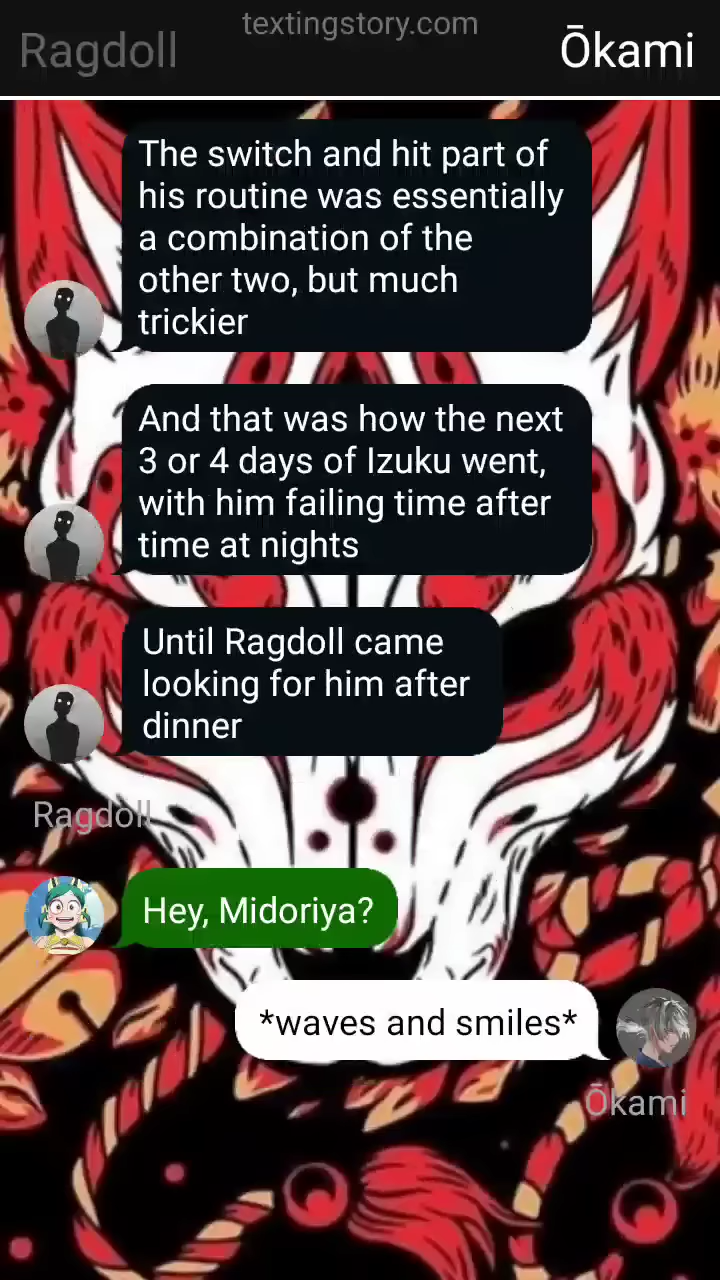 textingstory.com
Ragdoll
Ōkami
The switch and hit part of
his routine was essentially
a combination of the
other two, but much
trickier
And that was how the next
3 or 4 days of Izuku went,
with him failing time after
time at nights
Until Ragdoll came
looking for him after
dinner
Ragdoll
Hey, Midoriya?
*waves and smiles*
Ōkami